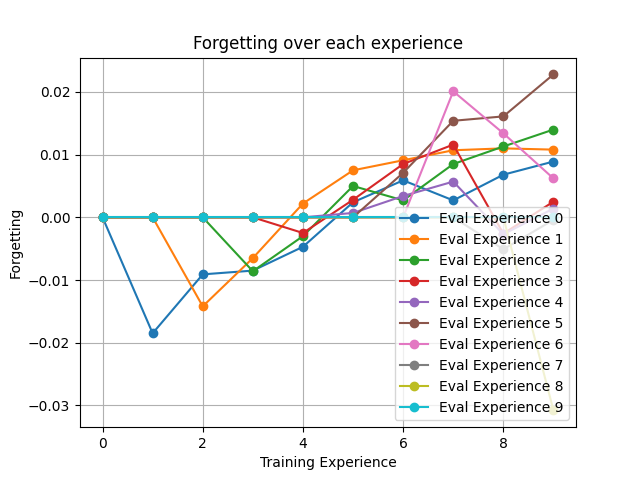 Forgetting over each experience
Forgetting
0.02
0.01
0.00
−0.01
−0.02
−0.03
Eval Experience 0
Eval Experience 1
Eval Experience 2
Eval Experience 3
Eval Experience 4
Eval Experience 5
Eval Experience 6
Eval Experience 7
Eval Experience 8
Eval Experience 9
0 2 4 6 8
Training Experience